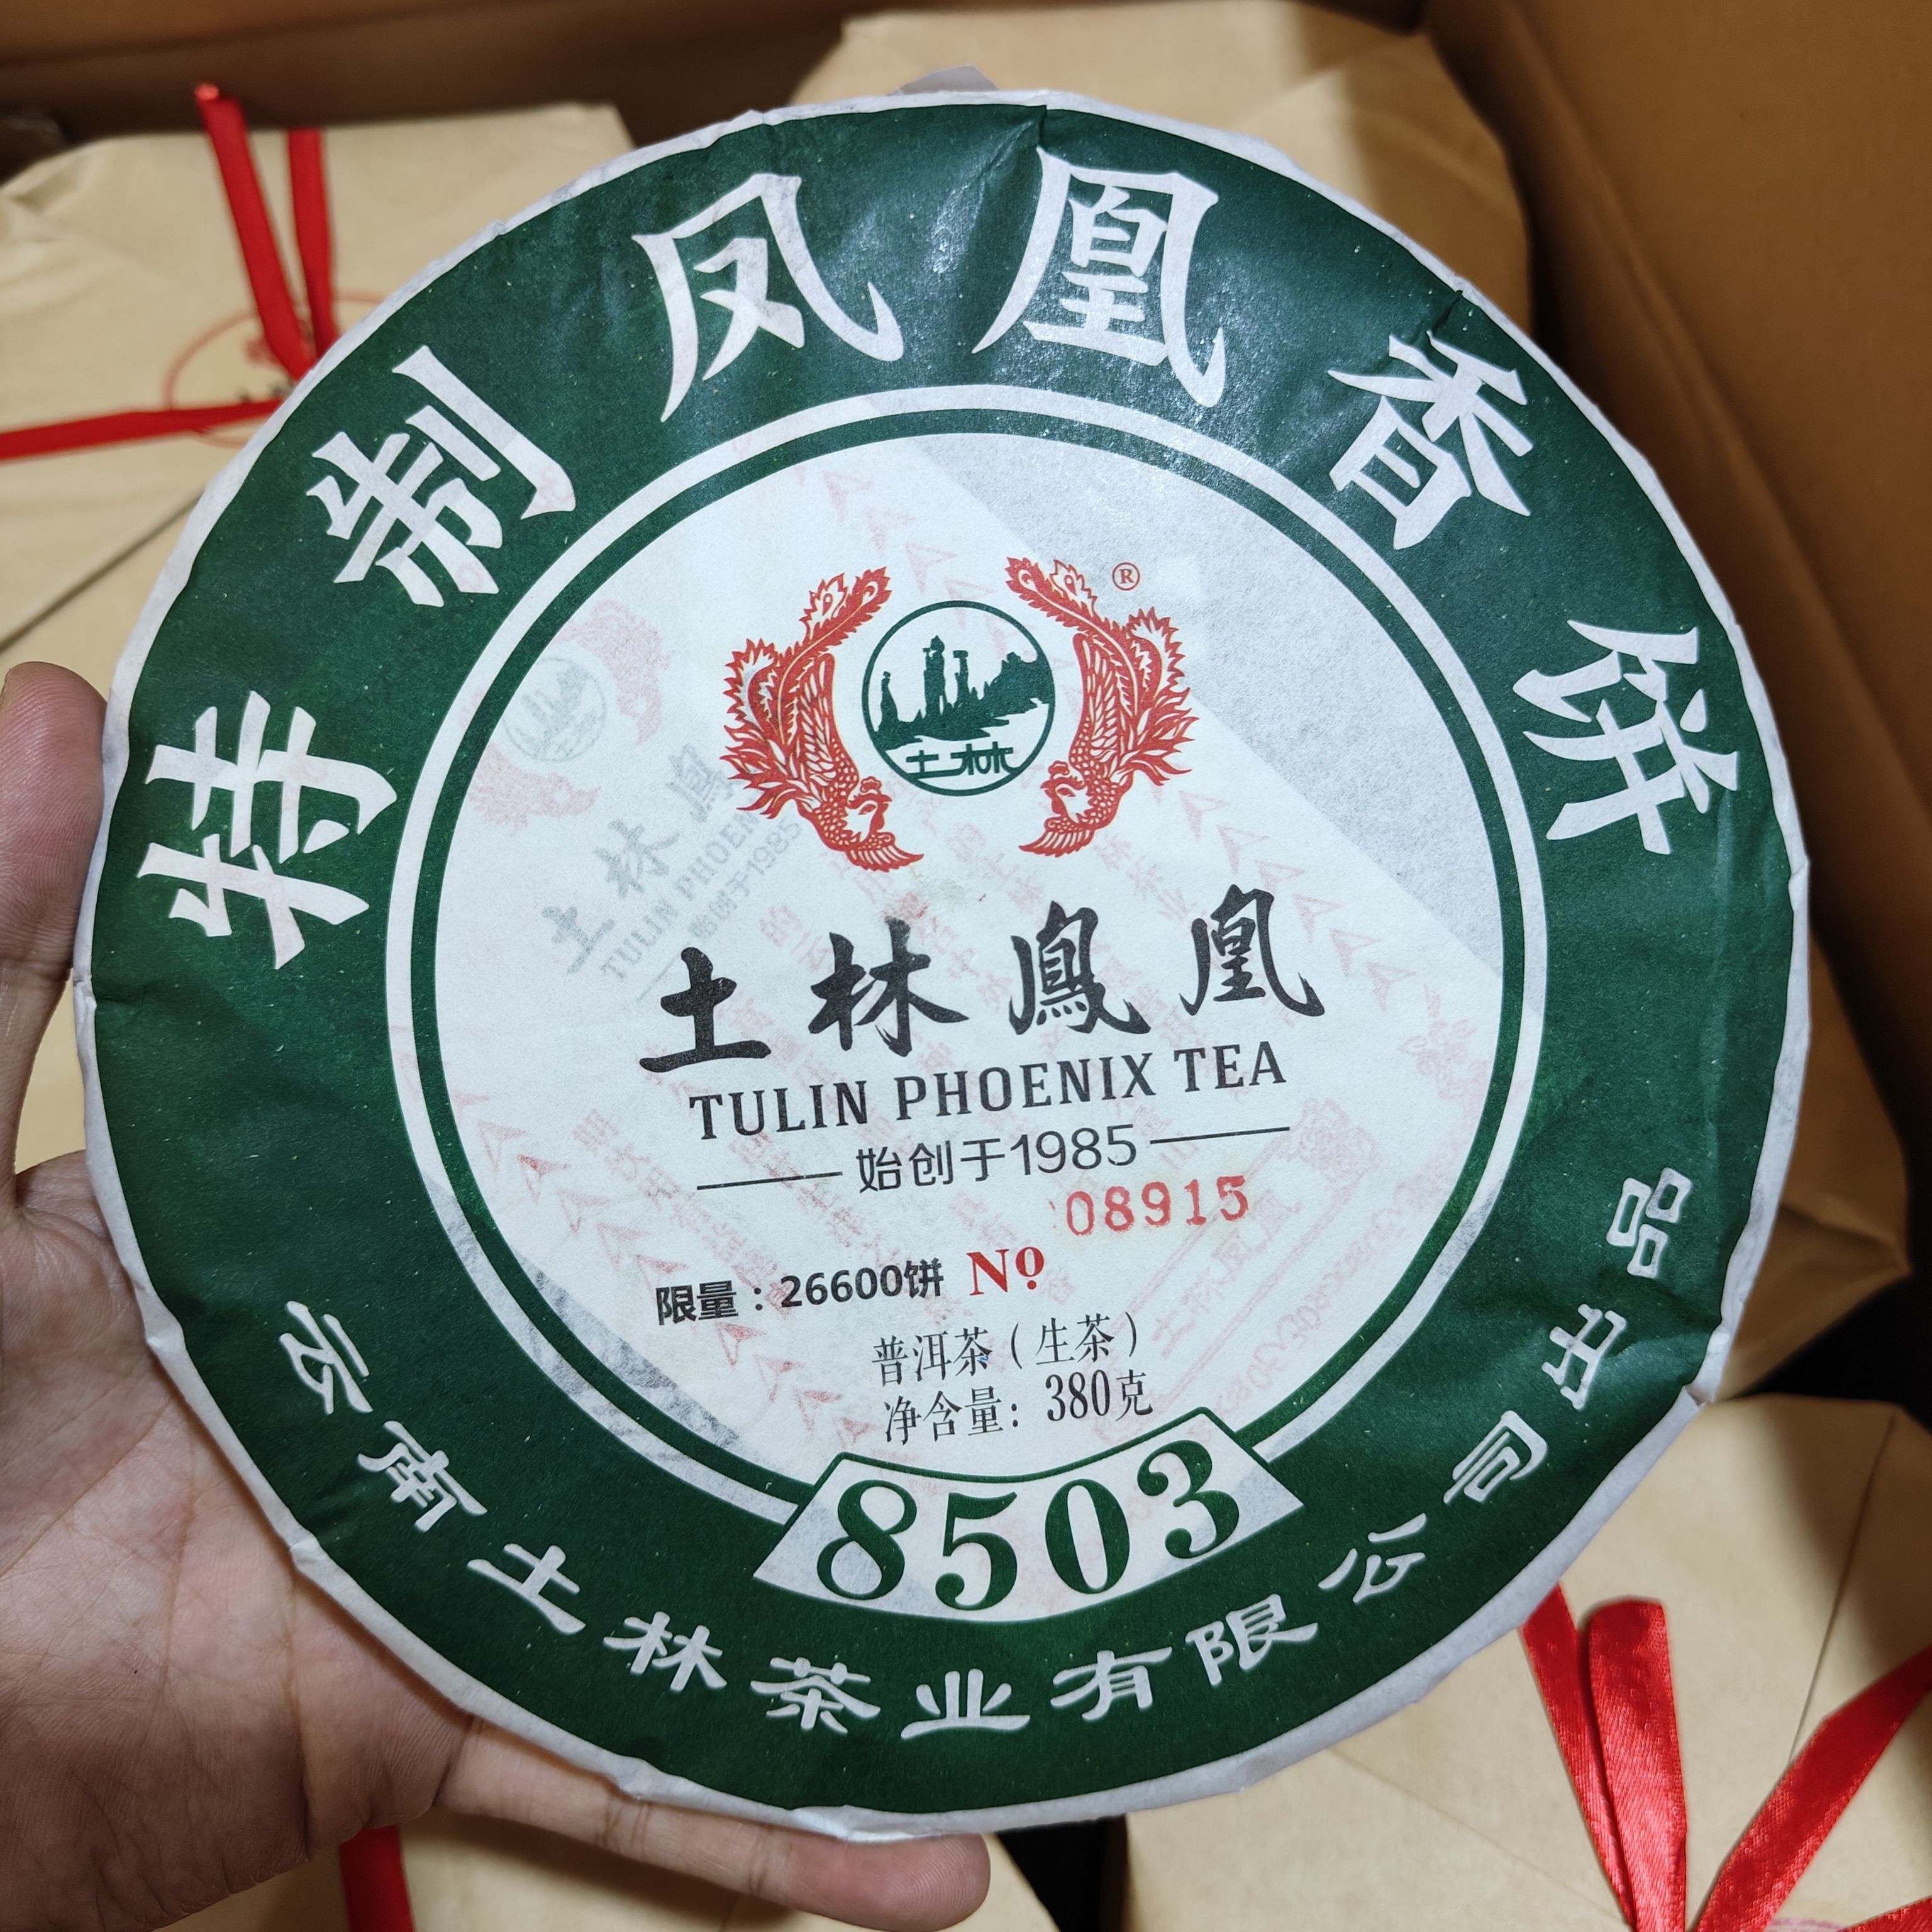 特制凤凰香饼
®
土林
土林鳳凰
TULIN PHOENIX TEA
始创于1985
08915
限量：26600饼 No
普洱茶（生茶）
净含量：380克
8503
云南土林茶业有限公司出品